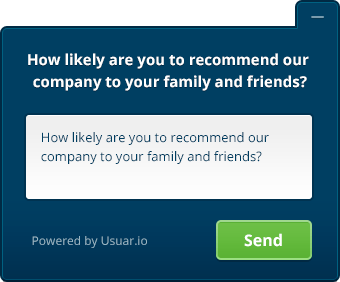 How likely are you to recommend our
company to your family and friends?
How likely are you to recommend our
company to your family and friends?
Powered by Usuar.io
Send